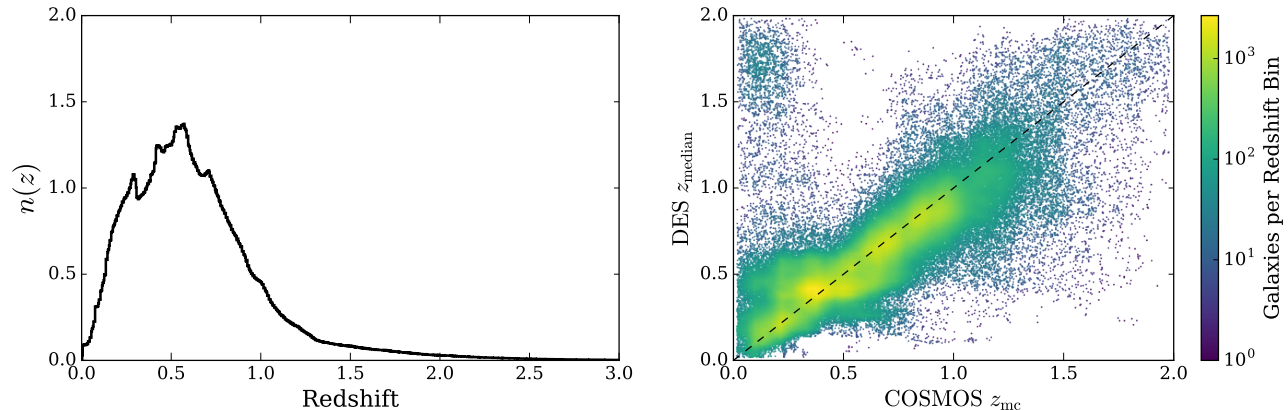 2.0
1.5
1.0
0.5
0.0
n(z)
0.0 0.5 1.0 1.5 2.0 2.5 3.0
Redshift
2.0
1.5
1.0
0.5
0.0
DES z_median
0.0 0.5 1.0 1.5 2.0
COSMOS z_mc
10^3
10^2
10^1
10^0
Galaxies per Redshift Bin